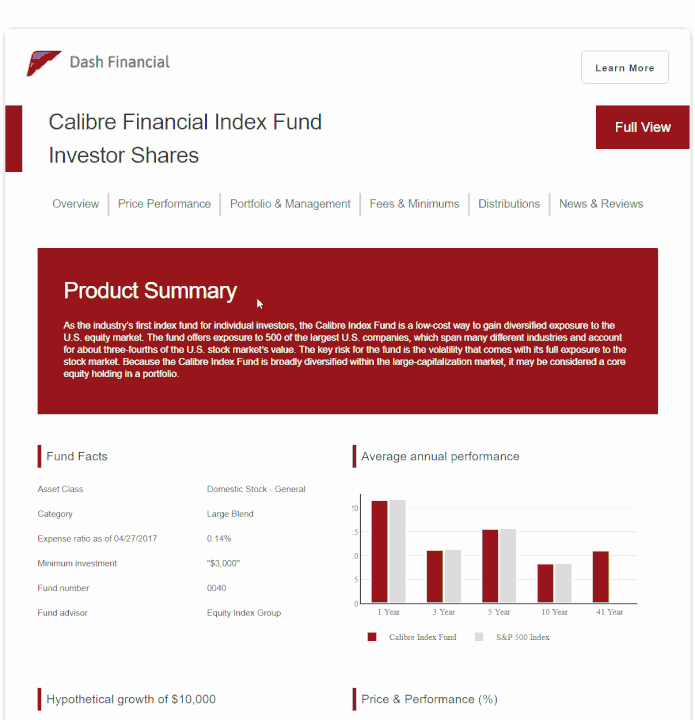 Dash Financial
Learn More
Calibre Financial Index Fund
Investor Shares
Full View
Overview
Price Performance
Portfolio & Management
Fees & Minimums
Distributions
News & Reviews
Product Summary
As the industry's first index fund for individual investors, the Calibre Index Fund is a low-cost way to gain diversified exposure to the
U.S. equity market. The fund offers exposure to 500 of the largest U.S. companies, which span many different industries and account
for about three-fourths of the U.S. stock market's value. The key risk for the fund is the volatility that comes with its full exposure to the
stock market. Because the Calibre Index Fund is broadly diversified within the large-capitalization market, it may be considered a core
equity holding in a portfolio.
Fund Facts
Asset Class Domestic Stock - General
Category Large Blend
Expense ratio as of 04/27/2017 0.14%
Minimum investment "$3,000"
Fund number 0040
Fund advisor Equity Index Group
Average annual performance
20
5
0
5
0
1 Year 3 Year 5 Year 10 Year 41 Year
Calibre Index Fund S&P 500 Index
Hypothetical growth of $10,000
Price & Performance (%)